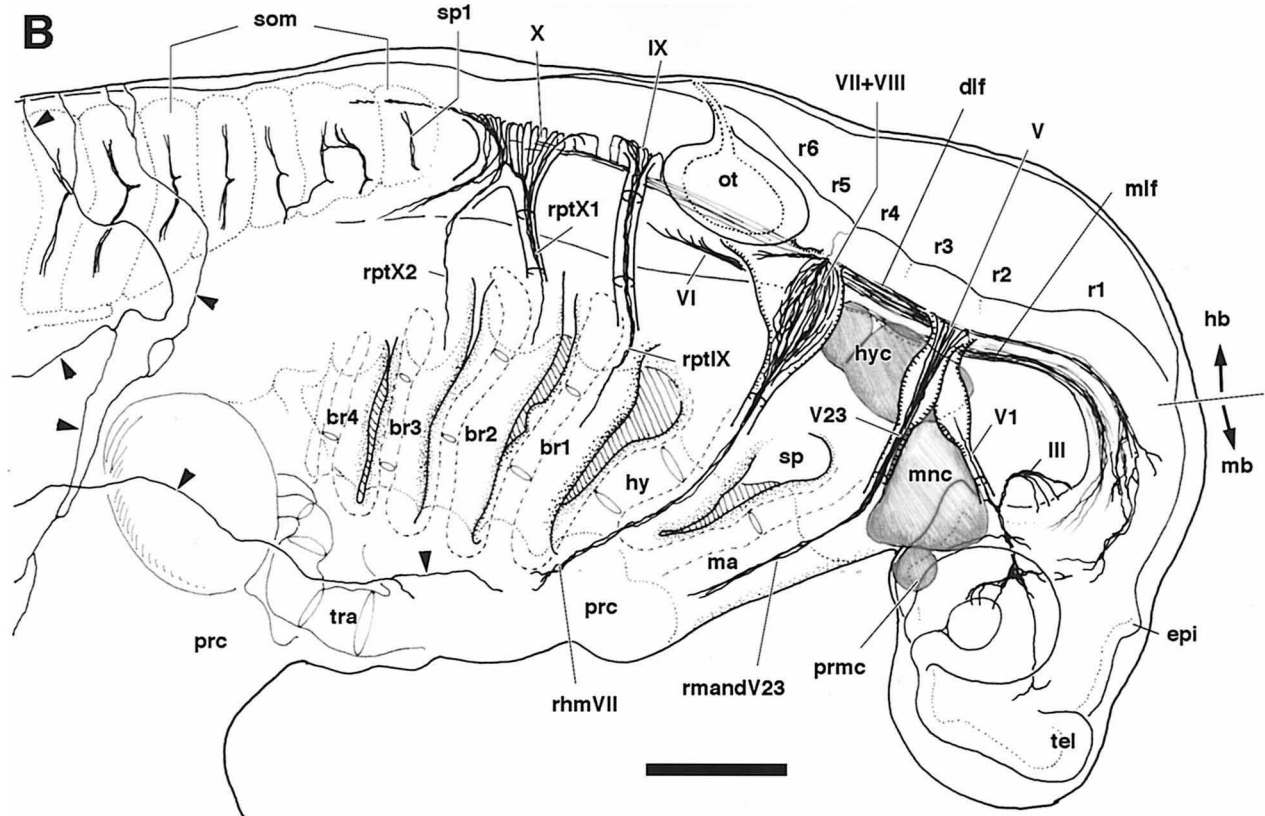 B
som
sp1
X
IX
VII+VIII
dlf
V
mlf
r6
r5
r4
r3
r2
r1
ot
rptX1
rptX2
VI
hb
mb
hyc
rptIX
V23
V1
III
br4
br3
br2
br1
hy
sp
mnc
ma
prc
tra
prc
epi
prmc
rmandV23
rhmVII
tel